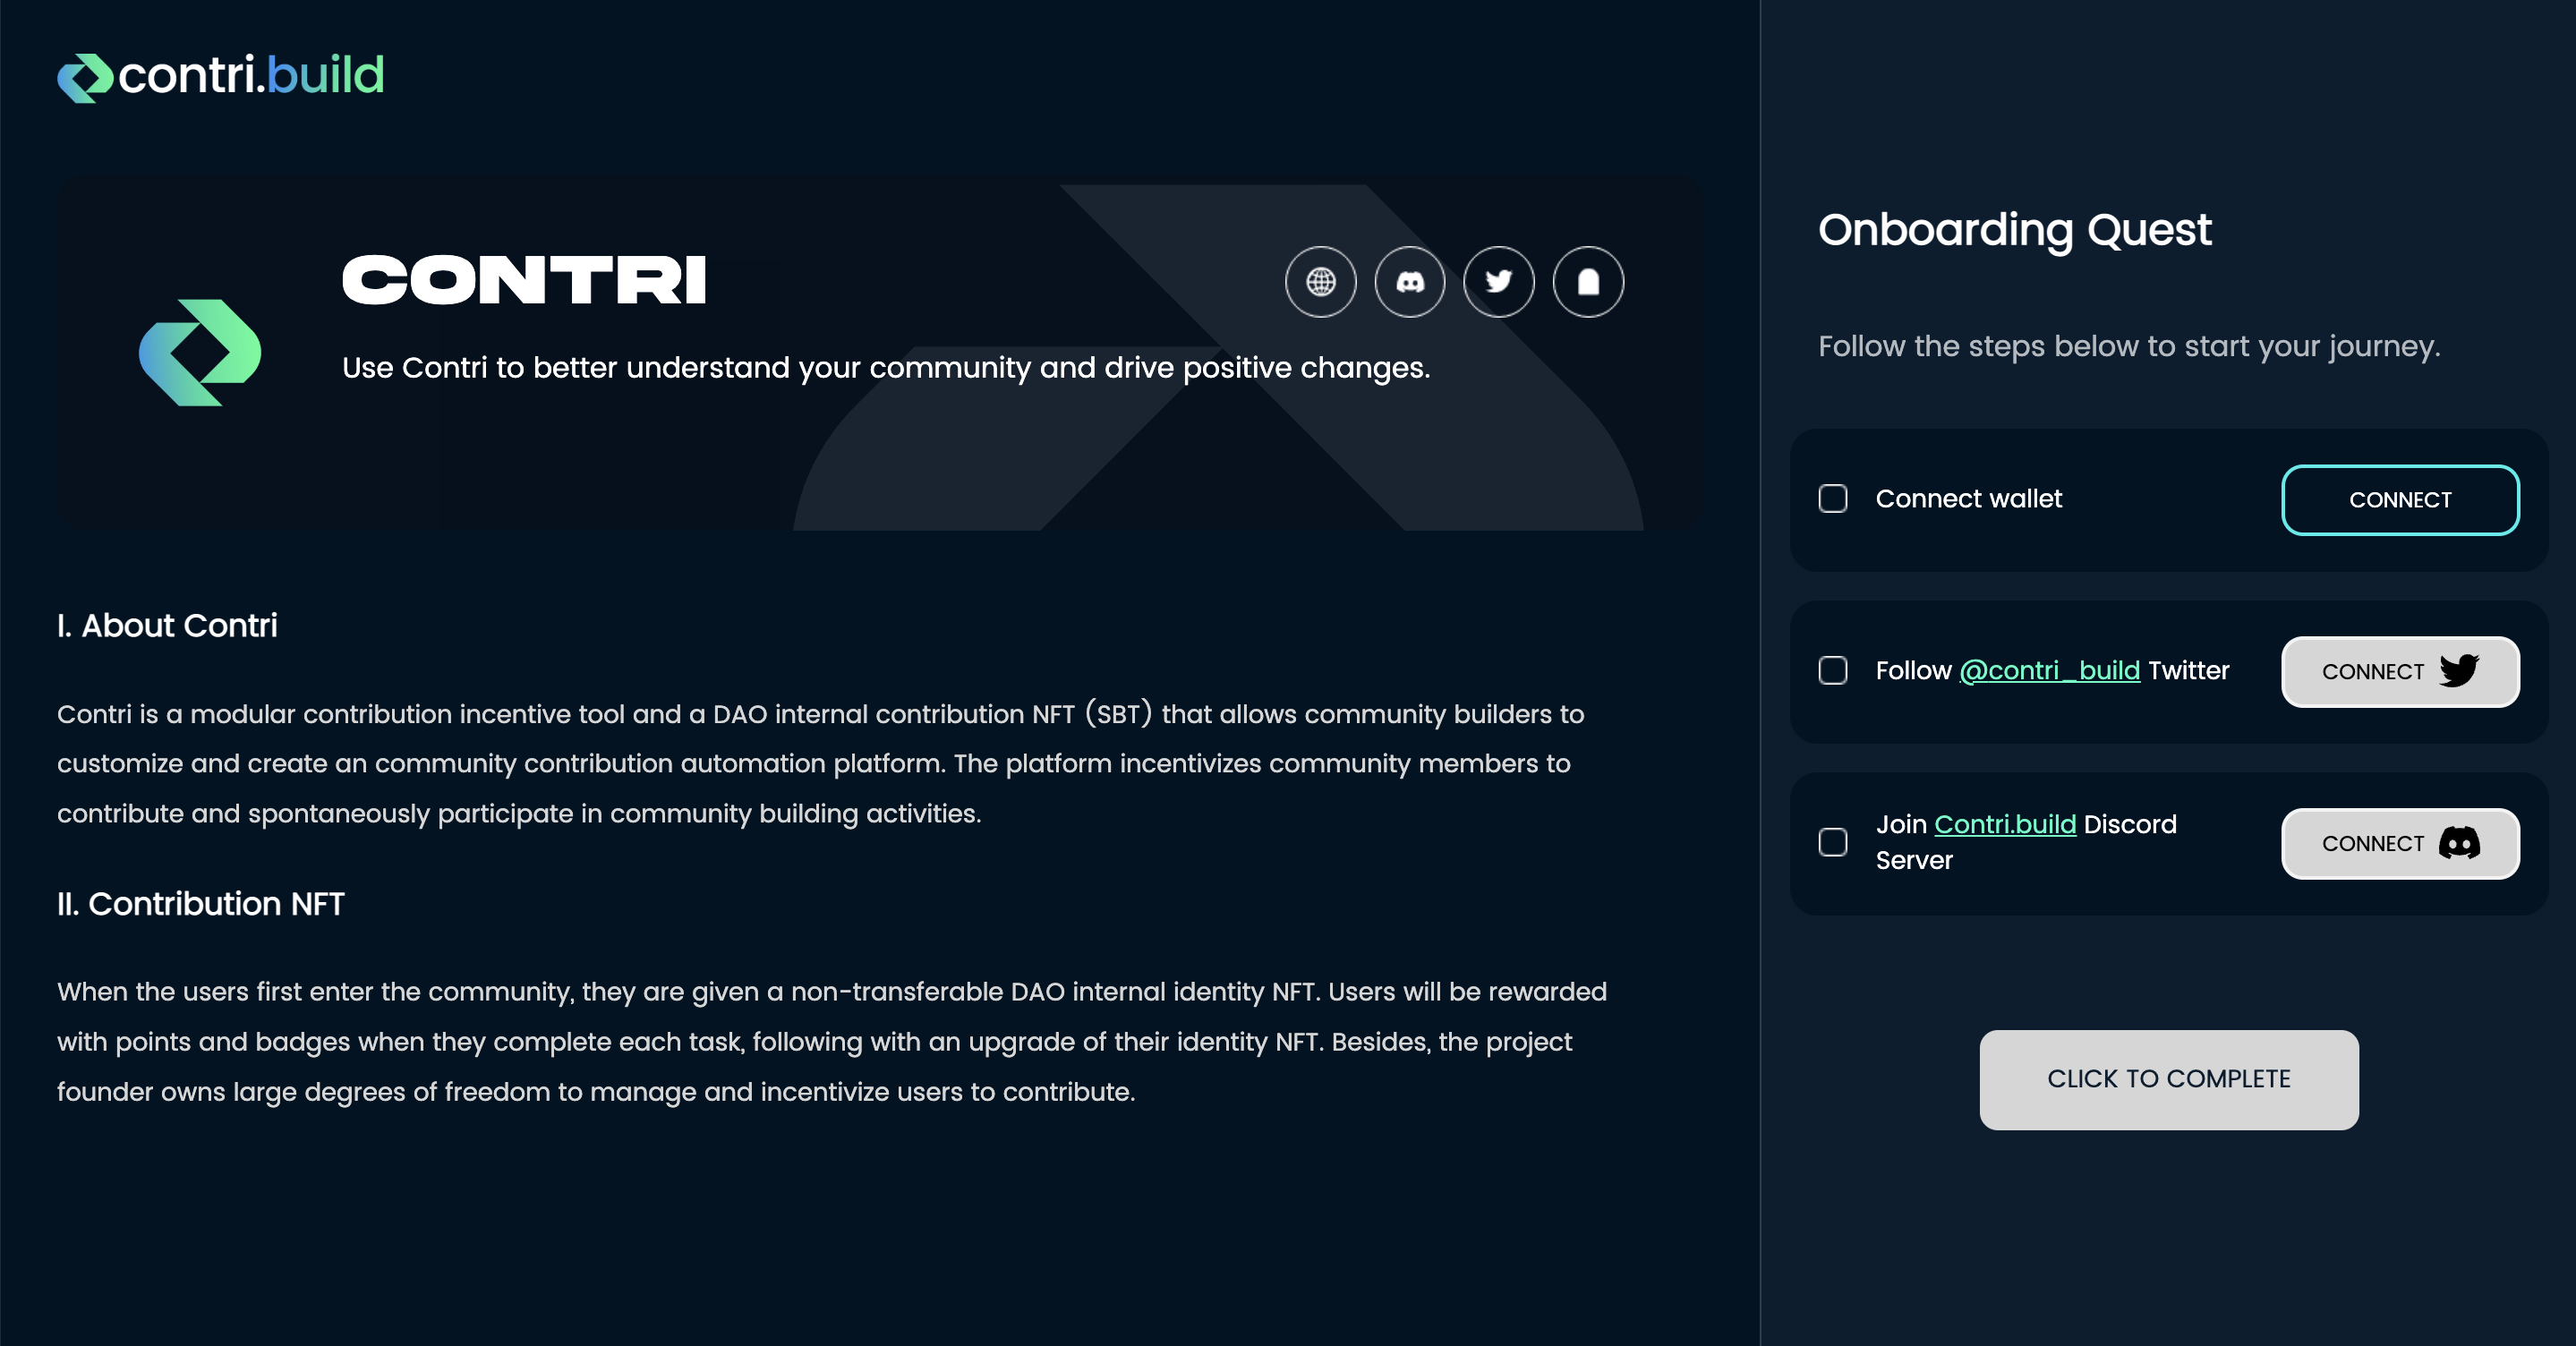 contri.build
CONTRI
Use Contri to better understand your community and drive positive changes.
I. About Contri
Contri is a modular contribution incentive tool and a DAO internal contribution NFT (SBT) that allows community builders to
customize and create an community contribution automation platform. The platform incentivizes community members to
contribute and spontaneously participate in community building activities.
II. Contribution NFT
When the users first enter the community, they are given a non-transferable DAO internal identity NFT. Users will be rewarded
with points and badges when they complete each task, following with an upgrade of their identity NFT. Besides, the project
founder owns large degrees of freedom to manage and incentivize users to contribute.
Onboarding Quest
Follow the steps below to start your journey.
Connect wallet
CONNECT
Follow @contri_build Twitter
CONNECT
Join Contri.build Discord
Server
CONNECT
CLICK TO COMPLETE